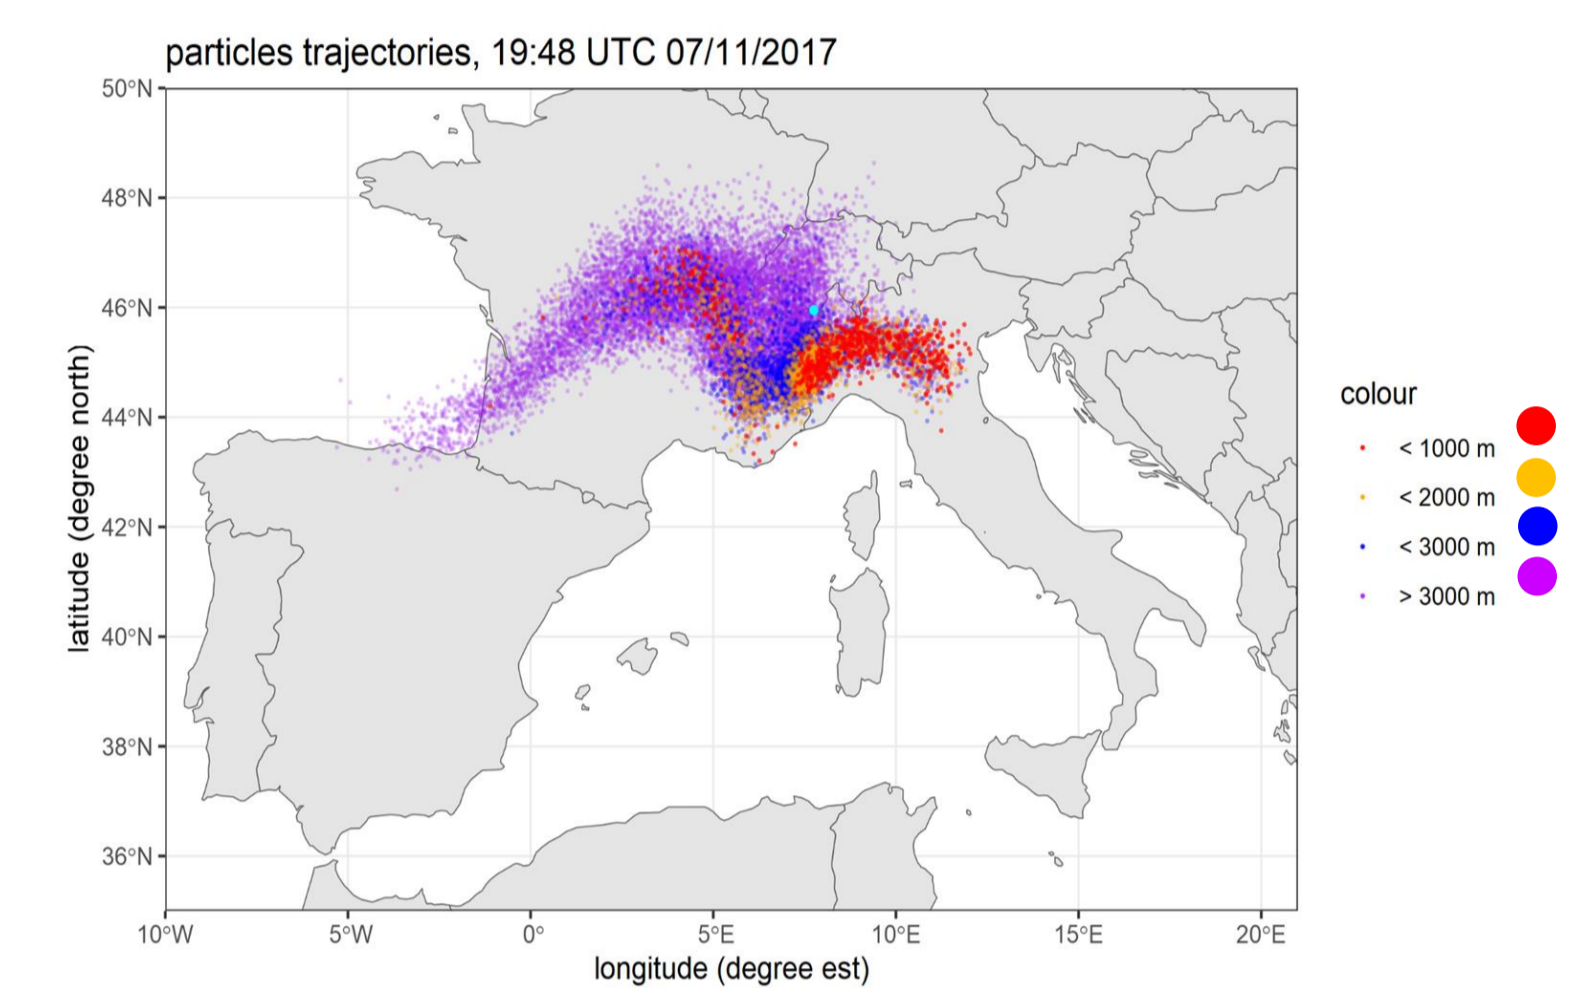 particles trajectories, 19:48 UTC 07/11/2017
50°N
48°N
46°N
44°N
42°N
40°N
38°N
36°N
latitude (degree north)
10°W 5°W 0° 5°E 10°E 15°E 20°E
longitude (degree est)
colour
< 1000 m
< 2000 m
< 3000 m
> 3000 m